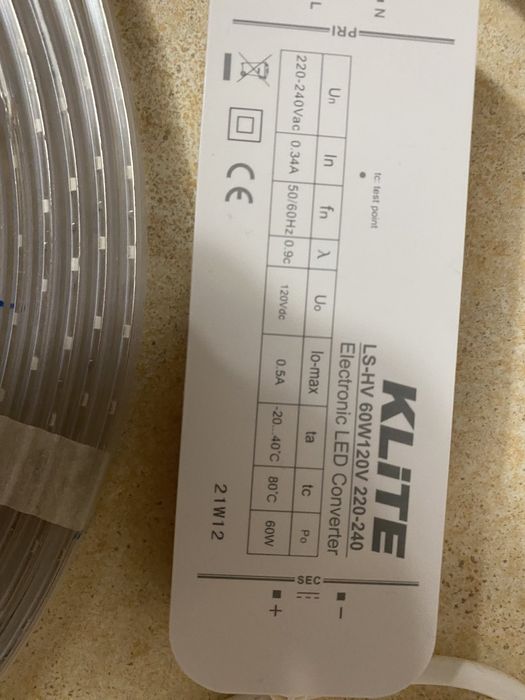 KLiTE
LS-HV 60W120V 220-240
Electronic LED Converter
tc: test point
N
L
PRI
Un In fn λ Uo Io-max ta tc Po
220-240Vac 0.34A 50/60Hz 0.9c 120Vdc 0.5A -20...40°C 80°C 60W
CE
21W12
SEC
-
+